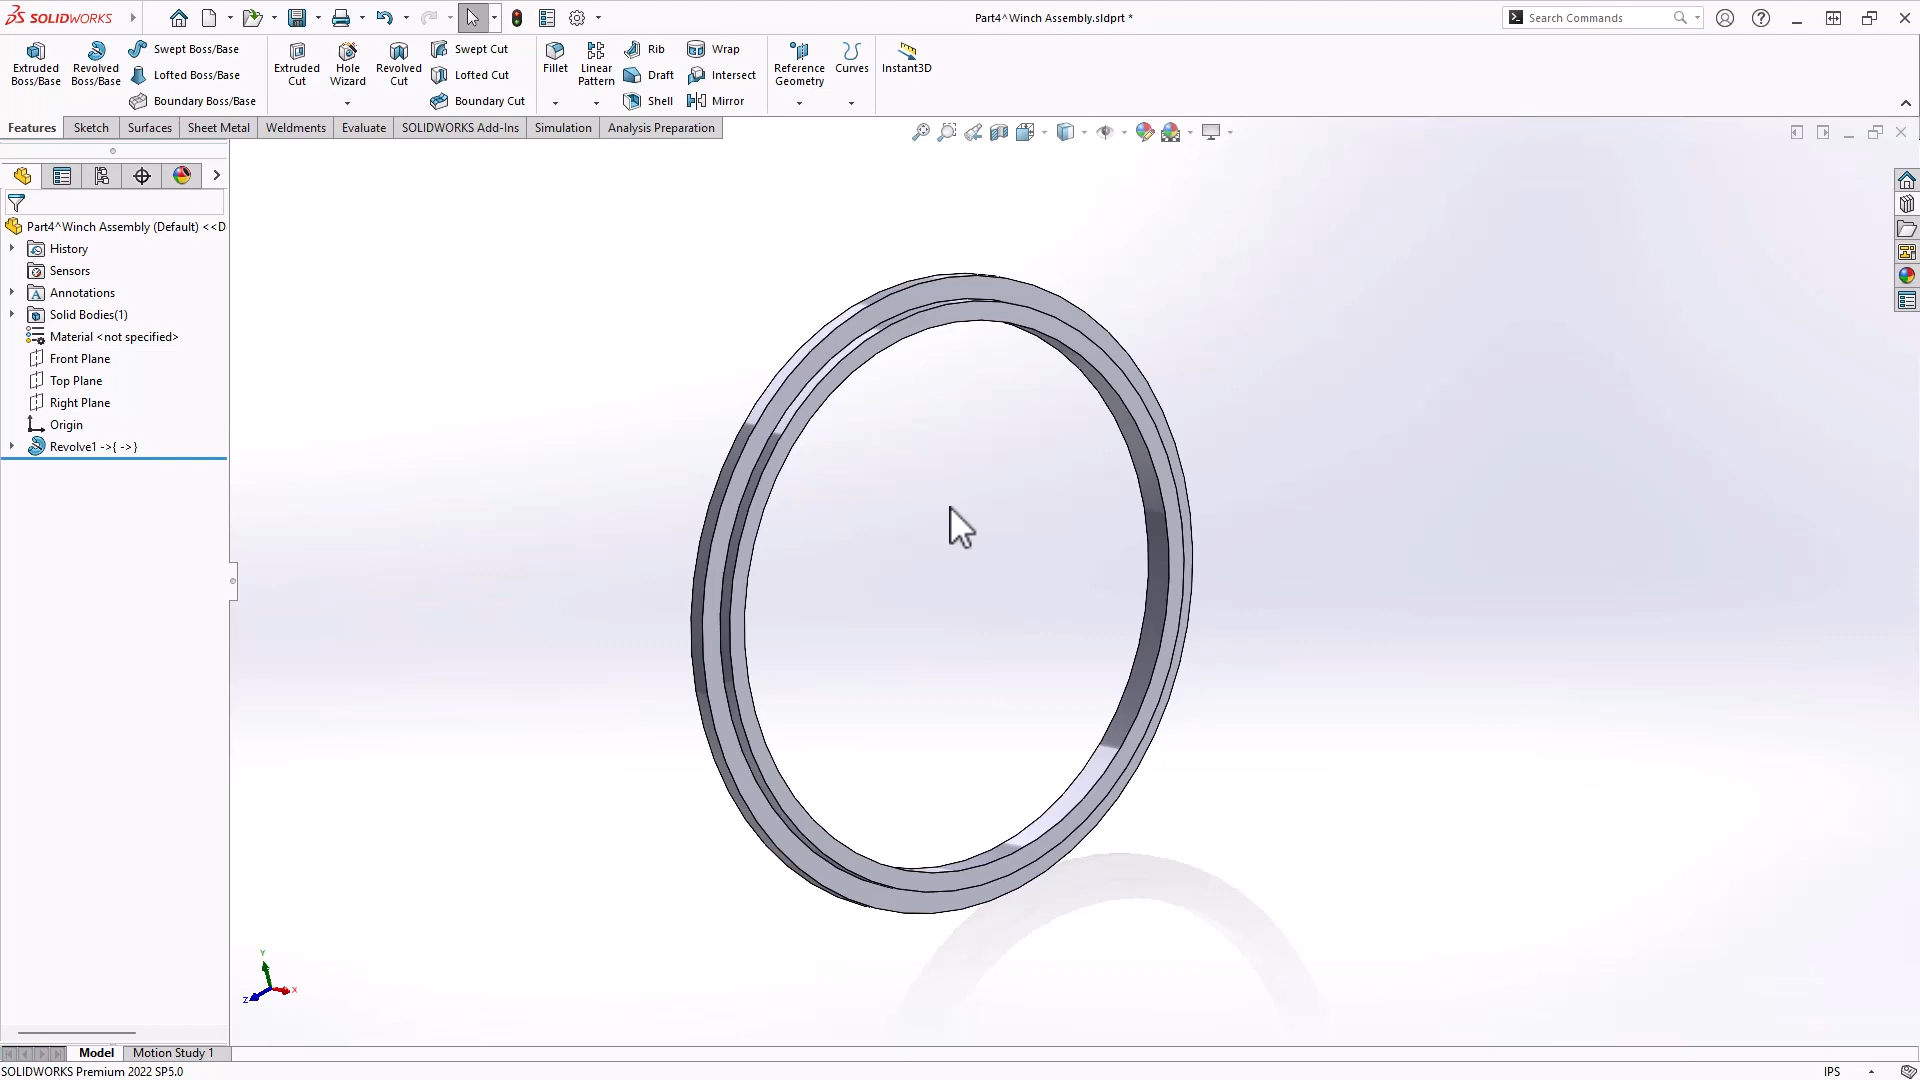 SOLIDWORKS
Part4^Winch Assembly.sldprt *
Search Commands
Extruded Boss/Base
Revolved Boss/Base
Swept Boss/Base
Lofted Boss/Base
Boundary Boss/Base
Extruded Cut
Hole Wizard
Revolved Cut
Swept Cut
Lofted Cut
Boundary Cut
Fillet
Linear Pattern
Rib
Draft
Shell
Wrap
Intersect
Mirror
Reference Geometry
Curves
Instant3D
Features
Sketch
Surfaces
Sheet Metal
Weldments
Evaluate
SOLIDWORKS Add-Ins
Simulation
Analysis Preparation
Part4^Winch Assembly (Default) <<D
History
Sensors
Annotations
Solid Bodies(1)
Material <not specified>
Front Plane
Top Plane
Right Plane
Origin
Revolve1 ->{ ->}
Y
X
Z
Model
Motion Study 1
SOLIDWORKS Premium 2022 SP5.0
IPS